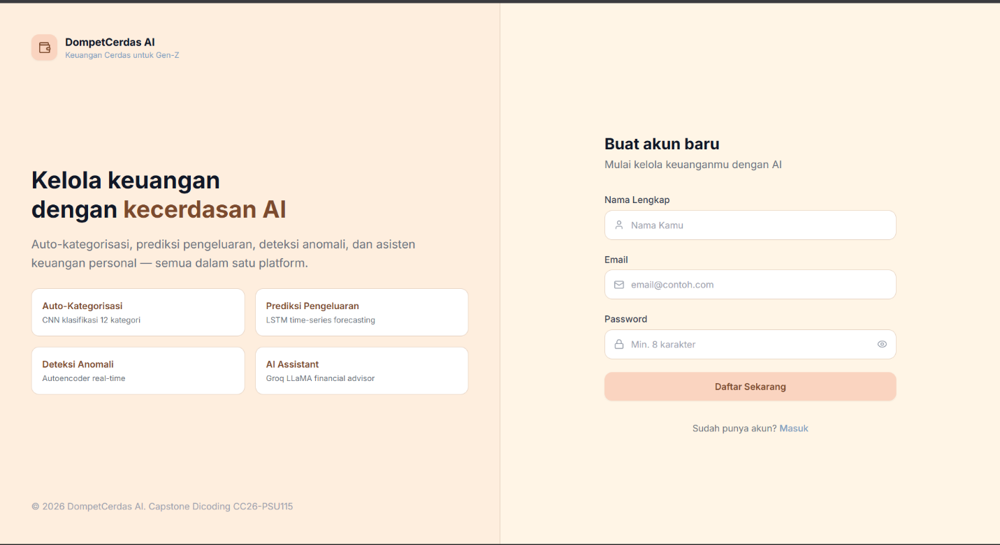 DompetCerdas AI
Keuangan Cerdas untuk Gen-Z
Kelola keuangan
dengan kecerdasan AI
Auto-kategorisasi, prediksi pengeluaran, deteksi anomali, dan asisten
keuangan personal — semua dalam satu platform.
Auto-Kategorisasi
CNN klasifikasi 12 kategori
Prediksi Pengeluaran
LSTM time-series forecasting
Deteksi Anomali
Autoencoder real-time
AI Assistant
Groq LLaMA financial advisor
© 2026 DompetCerdas AI. Capstone Dicoding CC26-PSU115
Buat akun baru
Mulai kelola keuanganmu dengan AI
Nama Lengkap
Nama Kamu
Email
email@contoh.com
Password
Min. 8 karakter
Daftar Sekarang
Sudah punya akun? Masuk